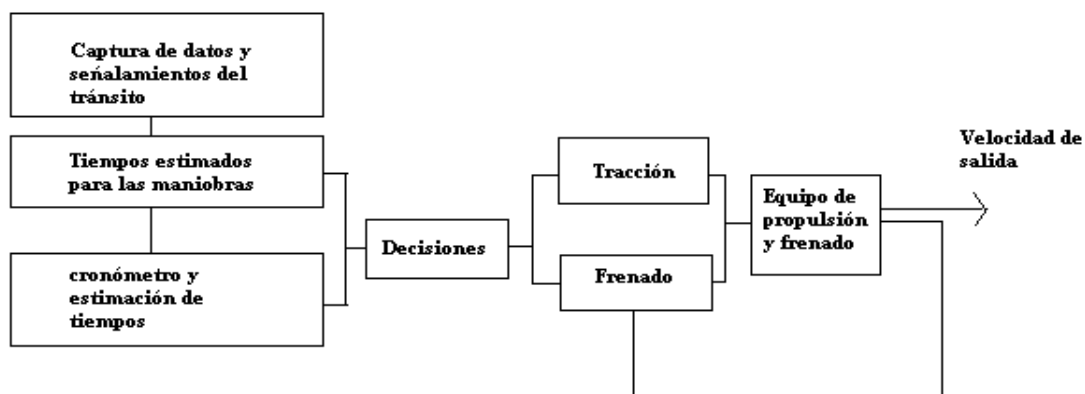 Captura de datos y
señalamientos del
tránsito
Tiempos estimados
para las maniobras
cronómetro y
estimación de
tiempos
Decisiones
Tracción
Frenado
Equipo de
propulsión
y frenado
Velocidad de
salida